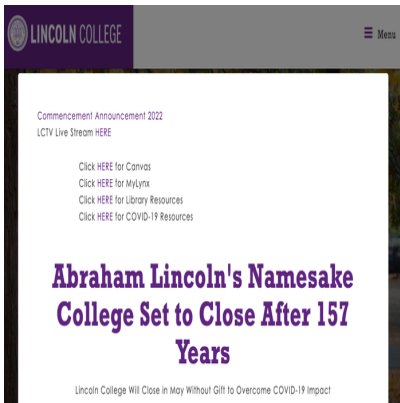 LINCOLN COLLEGE
Menu
Commencement Announcement 2022
LCTV Live Stream HERE
Click HERE for Canvas
Click HERE for MyLynx
Click HERE for Library Resources
Click HERE for COVID-19 Resources
Abraham Lincoln's Namesake
College Set to Close After 157
Years
Lincoln College Will Close in May Without Gift to Overcome COVID-19 Impact